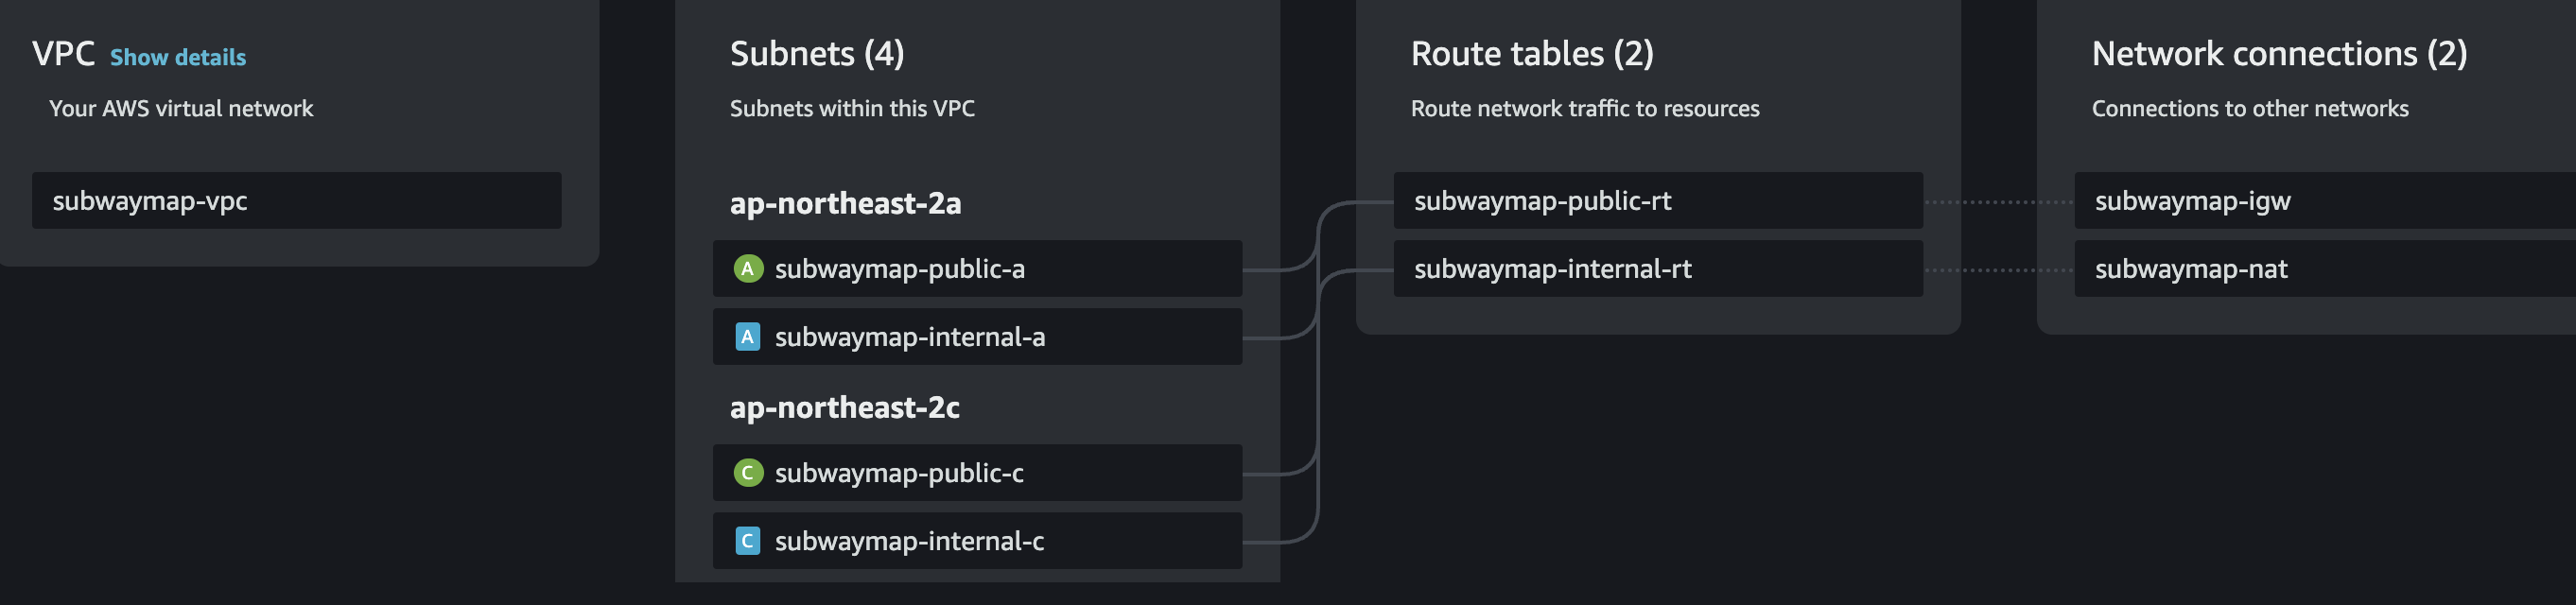 VPC Show details
Your AWS virtual network
subwaymap-vpc
Subnets (4)
Subnets within this VPC
ap-northeast-2a
A subwaymap-public-a
A subwaymap-internal-a
ap-northeast-2c
C subwaymap-public-c
C subwaymap-internal-c
Route tables (2)
Route network traffic to resources
subwaymap-public-rt
subwaymap-internal-rt
Network connections (2)
Connections to other networks
subwaymap-igw
subwaymap-nat